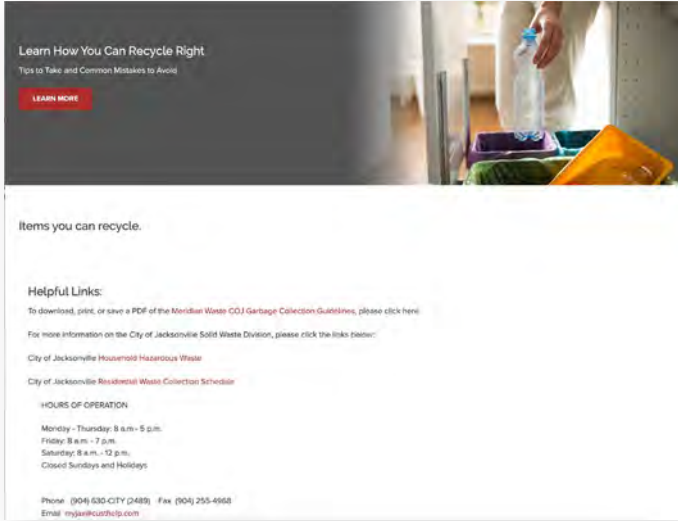 Learn How You Can Recycle Right
Tips to Take and Common Mistakes to Avoid
LEARN MORE
Items you can recycle.
Helpful Links:
To download, print, or save a PDF of the Meridian Waste COJ Garbage Collection Guidelines, please click here
For more information on the City of Jacksonville Solid Waste Division, please click the links below:
City of Jacksonville Household Hazardous Waste
City of Jacksonville Residential Waste Collection Schedule
HOURS OF OPERATION
Monday - Thursday: 8 a.m - 5 p.m.
Friday: 8 a.m. - 7 p.m.
Saturday: 8 a.m. - 12 p.m.
Closed Sundays and Holidays
Phone (904) 630-CITY (2489) Fax (904) 255-4968
Email myjax@custhelp.com